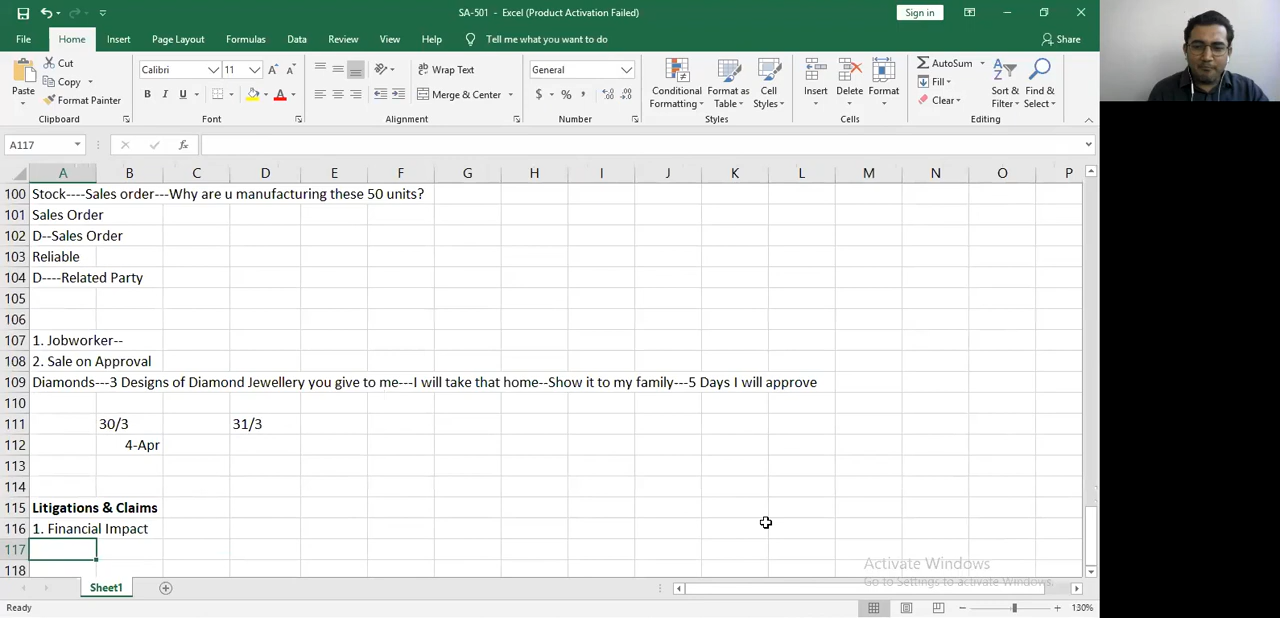 SA-501 - Excel (Product Activation Failed)
Sign in
File Home Insert Page Layout Formulas Data Review View Help Tell me what you want to do Share
Paste Cut Copy Format Painter Clipboard
Calibri 11 A A B I U A Font
Wrap Text Merge & Center Alignment
General $ % , Number
Conditional Formatting Format as Table Cell Styles Styles
Insert Delete Format Cells
AutoSum Fill Clear Sort & Filter Find & Select Editing
A117 fx
A B C D E F G H I J K L M N O P
100 Stock----Sales order---Why are u manufacturing these 50 units?
101 Sales Order
102 D--Sales Order
103 Reliable
104 D----Related Party
105
106
107 1. Jobworker--
108 2. Sale on Approval
109 Diamonds---3 Designs of Diamond Jewellery you give to me---I will take that home--Show it to my family---5 Days I will approve
110
111 30/3 31/3
112 4-Apr
113
114
115 Litigations & Claims
116 1. Financial Impact
117
118
Activate Windows
Go to Settings to activate Windows.
Sheet1
Ready 130%